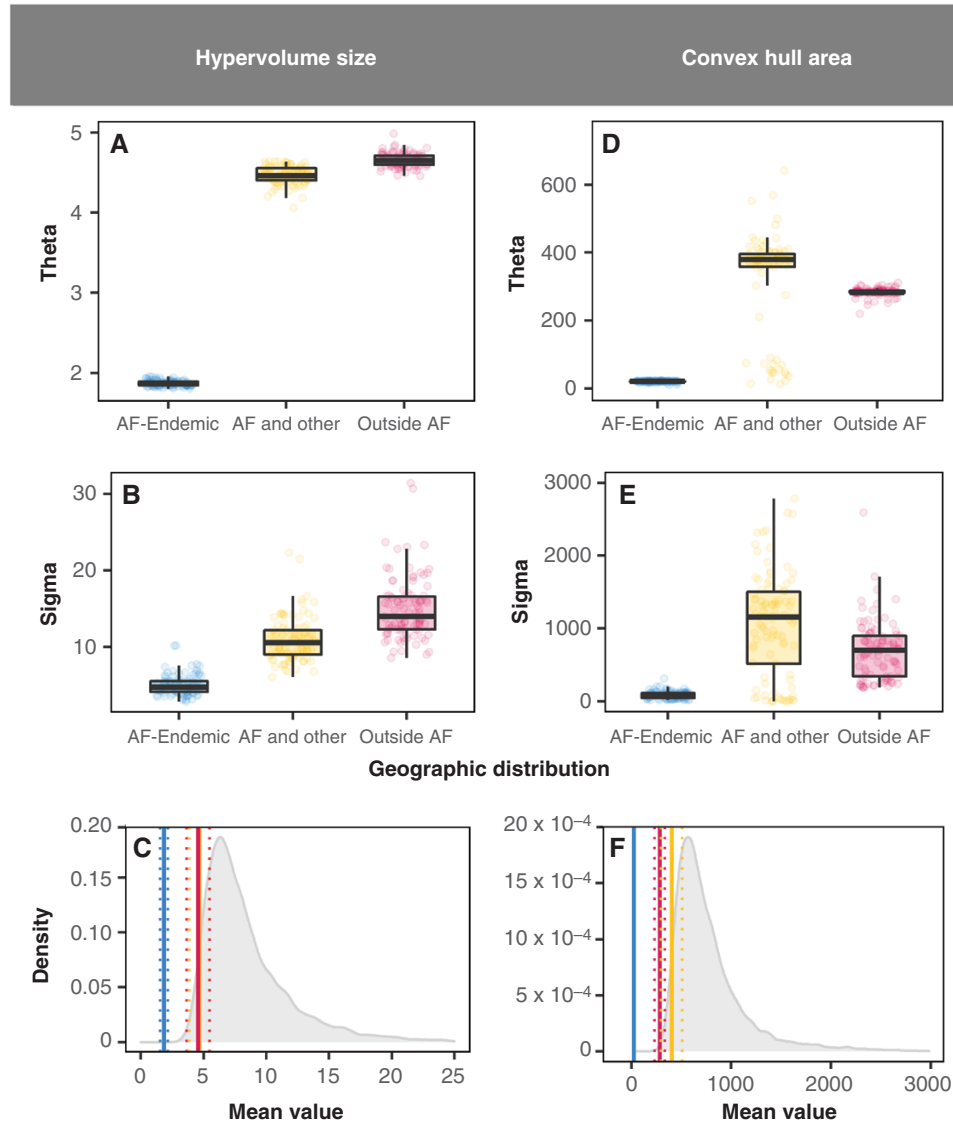 Hypervolume size
Convex hull area
A
5
4
3
2
Theta
AF-Endemic AF and other Outside AF
D
600
400
200
0
Theta
AF-Endemic AF and other Outside AF
B
30
20
10
Sigma
AF-Endemic AF and other Outside AF
E
3000
2000
1000
0
Sigma
AF-Endemic AF and other Outside AF
Geographic distribution
C
0.20
0.15
0.10
0.05
0
Density
0 5 10 15 20 25
Mean value
F
20 x 10⁻⁴
15 x 10⁻⁴
10 x 10⁻⁴
5 x 10⁻⁴
0
0 1000 2000 3000
Mean value